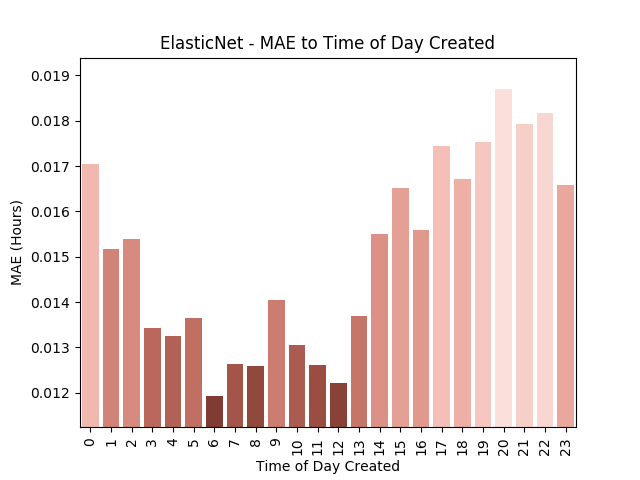 ElasticNet - MAE to Time of Day Created
MAE (Hours)
0.019
0.018
0.017
0.016
0.015
0.014
0.013
0.012
0 1 2 3 4 5 6 7 8 9 10 11 12 13 14 15 16 17 18 19 20 21 22 23
Time of Day Created